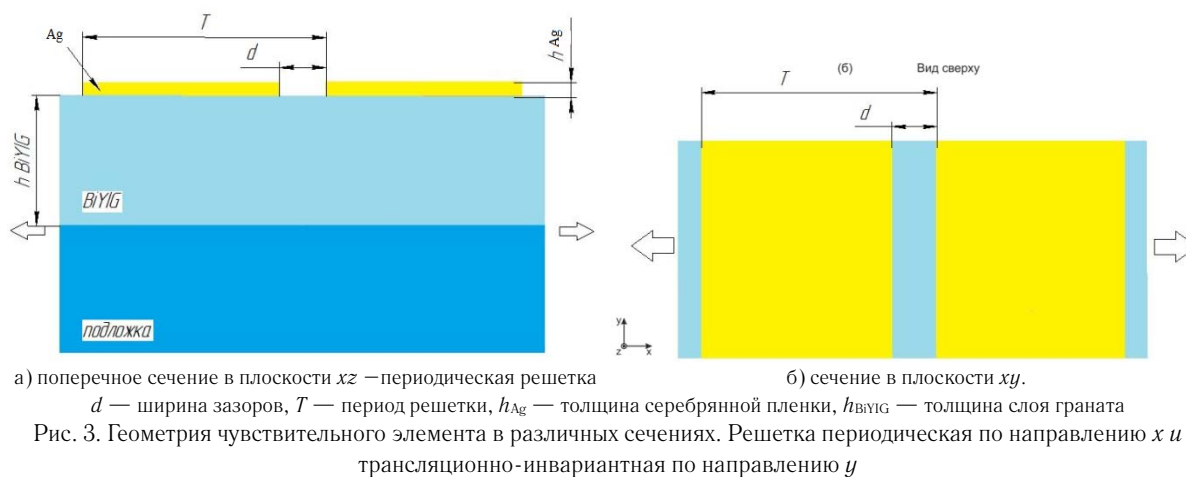 T
Ag
d
h Ag
h BiYIG
BiYIG
подложка
(б)
Вид сверху
T
d
y
z
x
а) поперечное сечение в плоскости xz –периодическая решетка
б) сечение в плоскости xy.
d — ширина зазоров, T — период решетки, hAg — толщина серебрянной пленки, hBiYIG — толщина слоя граната
Рис. 3. Геометрия чувствительного элемента в различных сечениях. Решетка периодическая по направлению x и
трансляционно-инвариантная по направлению y